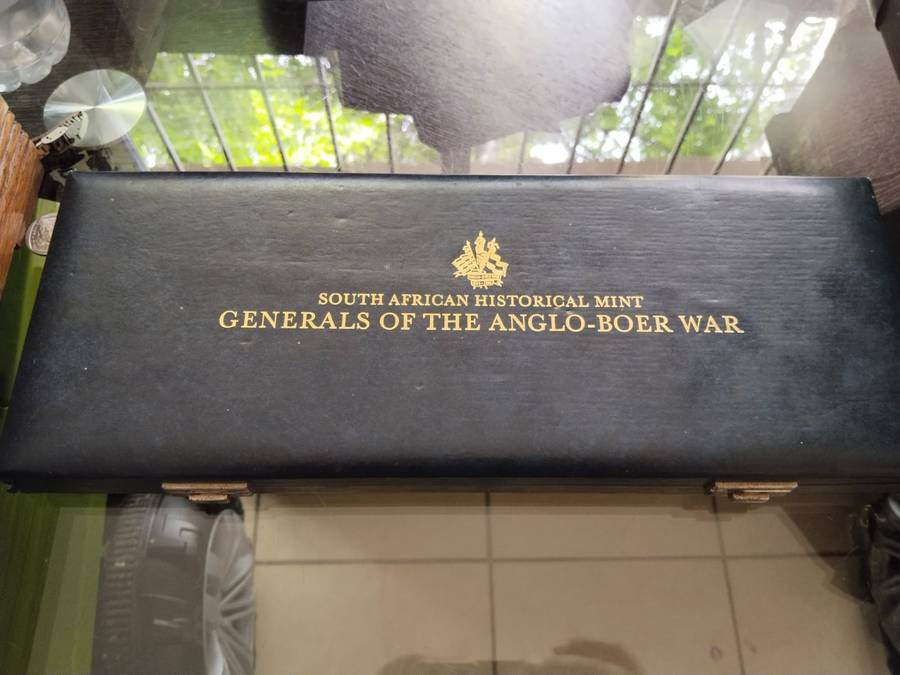 SOUTH AFRICAN HISTORICAL MINT
GENERALS OF THE ANGLO-BOER WAR